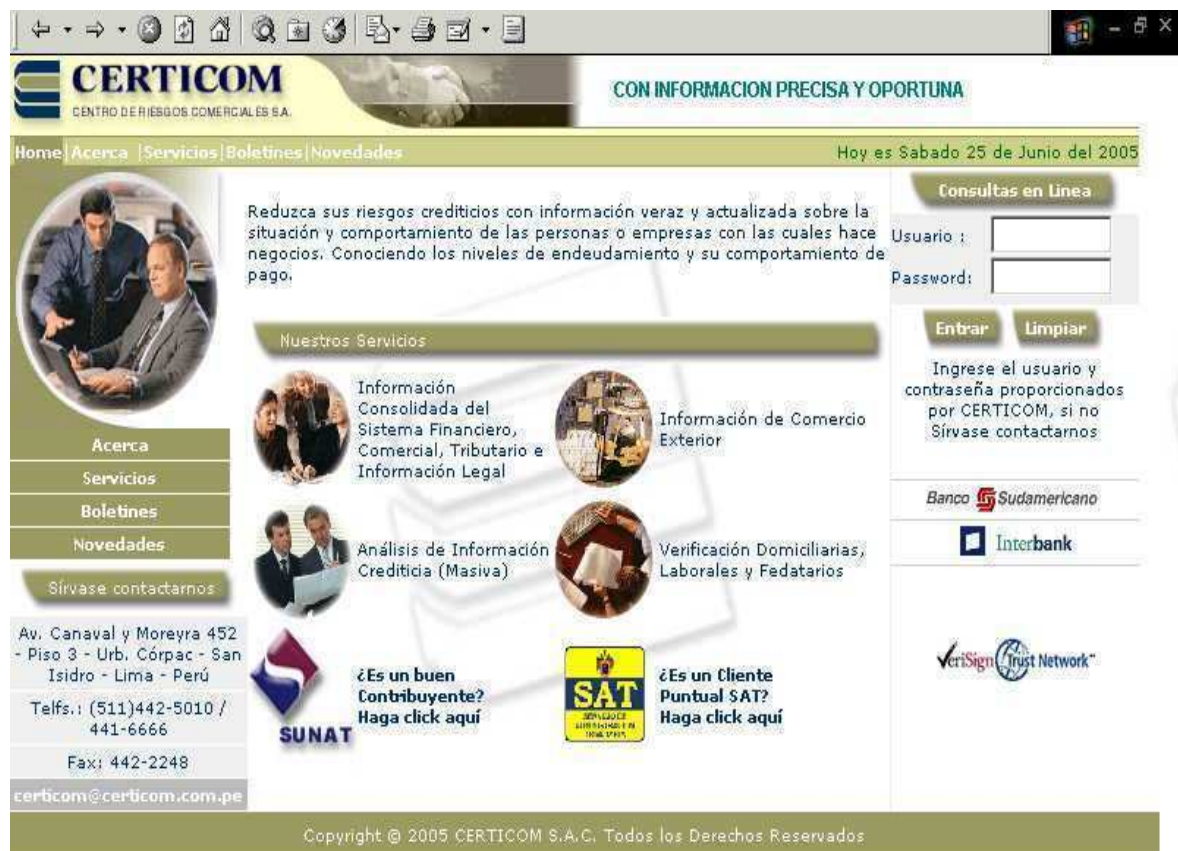 CERTICOM
CENTRO DE RIESGOS COMERCIALES S.A.
CON INFORMACION PRECISA Y OPORTUNA
Home|Acerca |Servicios|Boletines|Novedades
Hoy es Sabado 25 de Junio del 2005
Reduzca sus riesgos crediticios con información veraz y actualizada sobre la
situación y comportamiento de las personas o empresas con las cuales hace
negocios. Conociendo los niveles de endeudamiento y su comportamiento de
pago.
Nuestros Servicios
Información
Consolidada del
Sistema Financiero,
Comercial, Tributario e
Información Legal
Información de Comercio
Exterior
Análisis de Información
Crediticia (Masiva)
Verificación Domiciliarias,
Laborales y Fedatarios
SUNAT
¿Es un buen
Contribuyente?
Haga click aquí
SAT
¿Es un Cliente
Puntual SAT?
Haga click aquí
Acerca
Servicios
Boletines
Novedades
Sírvase contactarnos
Av. Canaval y Moreyra 452
- Piso 3 - Urb. Córpac - San
Isidro - Lima - Perú
Telfs.: (511)442-5010 /
441-6666
Fax: 442-2248
certicom@certicom.com.pe
Consultas en Linea
Usuario :
Password:
Entrar
Limpiar
Ingrese el usuario y
contraseña proporcionados
por CERTICOM, si no
Sírvase contactarnos
Banco Sudamericano
Interbank
VeriSign Trust Network
Copyright © 2005 CERTICOM S.A.C. Todos los Derechos Reservados